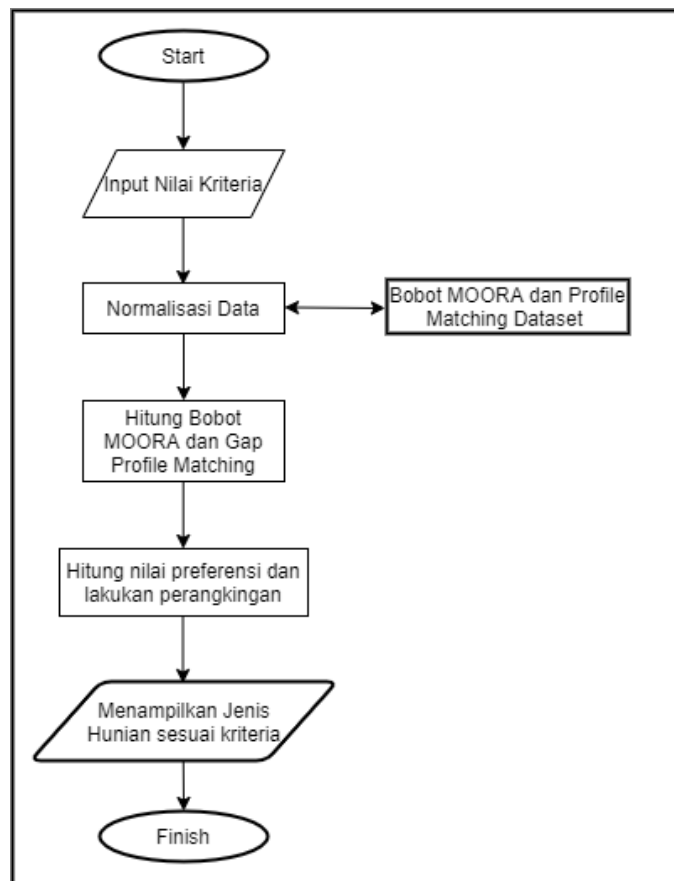 Start
Input Nilai Kriteria
Normalisasi Data
Bobot MOORA dan Profile
Matching Dataset
Hitung Bobot
MOORA dan Gap
Profile Matching
Hitung nilai preferensi dan
lakukan perangkingan
Menampilkan Jenis
Hunian sesuai kriteria
Finish